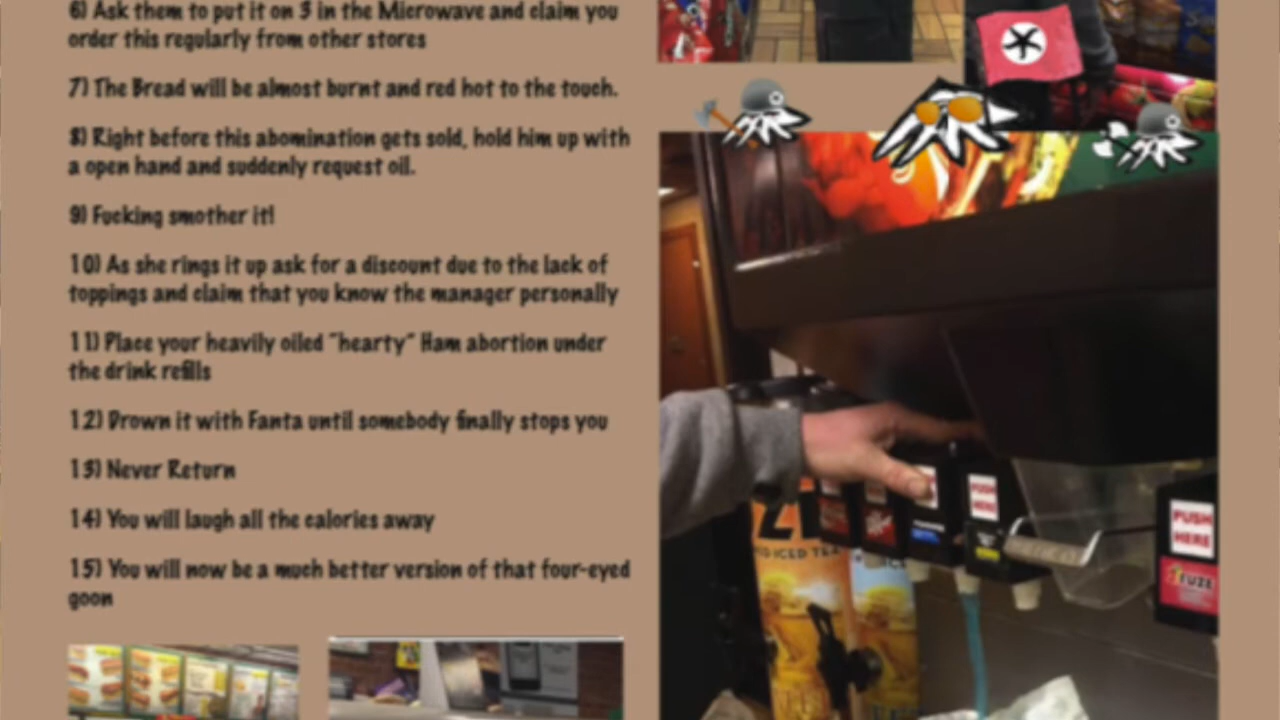 6) Ask them to put it on 3 in the Microwave and claim you
order this regularly from other stores
7) The Bread will be almost burnt and red hot to the touch.
8) Right before this abomination gets sold, hold him up with
a open hand and suddenly request oil.
9) Fucking smother it!
10) As she rings it up ask for a discount due to the lack of
toppings and claim that you know the manager personally
11) Place your heavily oiled "hearty" Ham abortion under
the drink refills
12) Drown it with Fanta until somebody finally stops you
13) Never Return
14) You will laugh all the calories away
15) You will now be a much better version of that four-eyed
goon
PUSH
HERE
PUSH
HERE
FUZE
ICED TEA